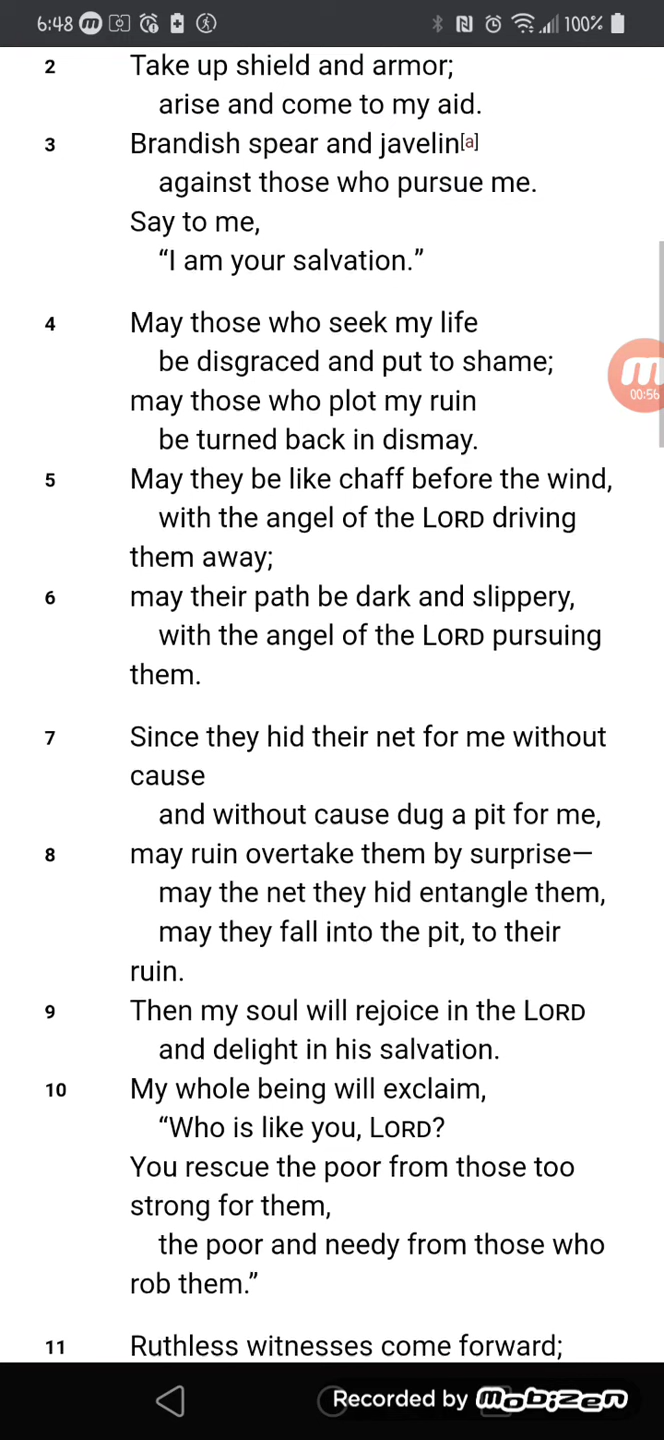 6:48 100%
2 Take up shield and armor;
arise and come to my aid.
3 Brandish spear and javelin[a]
against those who pursue me.
Say to me,
“I am your salvation.”
4 May those who seek my life
be disgraced and put to shame;
may those who plot my ruin
be turned back in dismay.
5 May they be like chaff before the wind,
with the angel of the LORD driving
them away;
6 may their path be dark and slippery,
with the angel of the LORD pursuing
them.
00:56
7 Since they hid their net for me without
cause
and without cause dug a pit for me,
8 may ruin overtake them by surprise—
may the net they hid entangle them,
may they fall into the pit, to their
ruin.
9 Then my soul will rejoice in the LORD
and delight in his salvation.
10 My whole being will exclaim,
“Who is like you, LORD?
You rescue the poor from those too
strong for them,
the poor and needy from those who
rob them.”
11 Ruthless witnesses come forward;
Recorded by mobizen